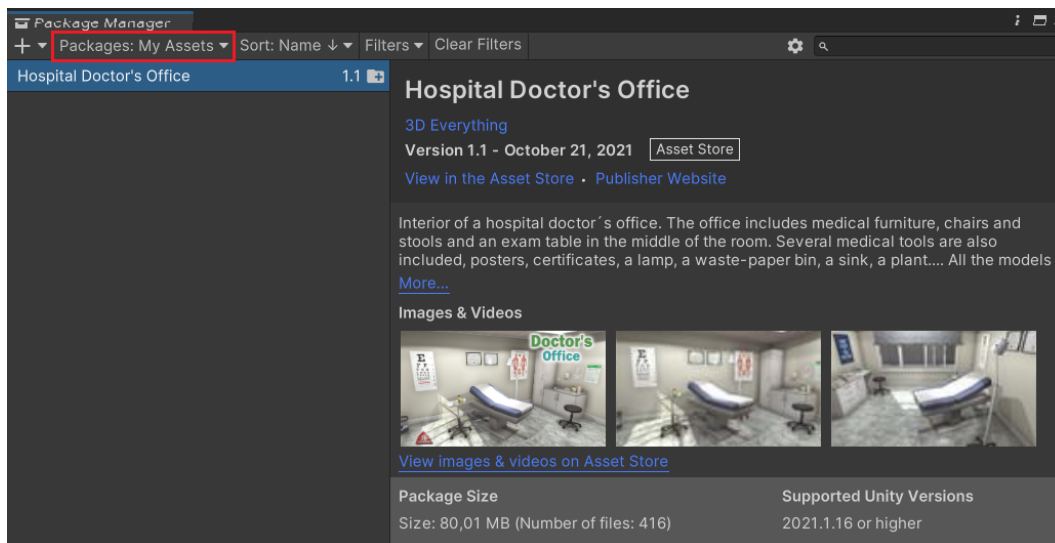 Package Manager
Packages: My Assets Sort: Name ↓ Filters Clear Filters
Hospital Doctor's Office 1.1
Hospital Doctor's Office
3D Everything
Version 1.1 - October 21, 2021 Asset Store
View in the Asset Store • Publisher Website
Interior of a hospital doctor´s office. The office includes medical furniture, chairs and
stools and an exam table in the middle of the room. Several medical tools are also
included, posters, certificates, a lamp, a waste-paper bin, a sink, a plant.... All the models
More...
Images & Videos
Doctor's
Office
View images & videos on Asset Store
Package Size
Size: 80,01 MB (Number of files: 416)
Supported Unity Versions
2021.1.16 or higher